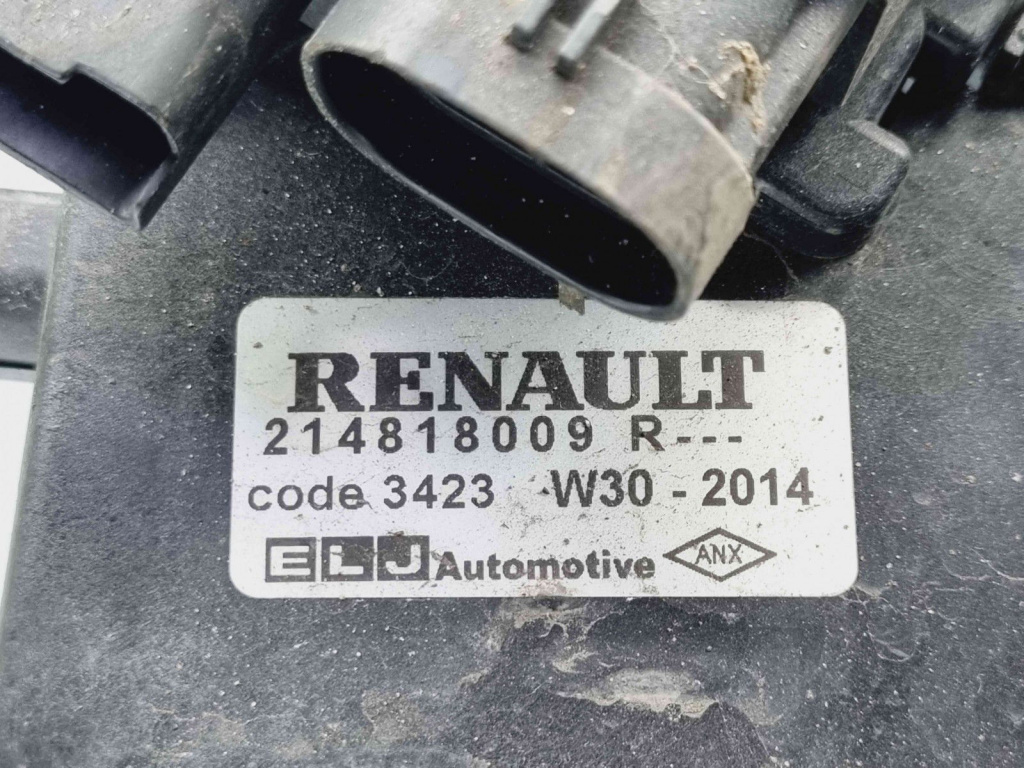 RENAULT
214818009 R---
code 3423 W30 - 2014
ELJ Automotive ANX